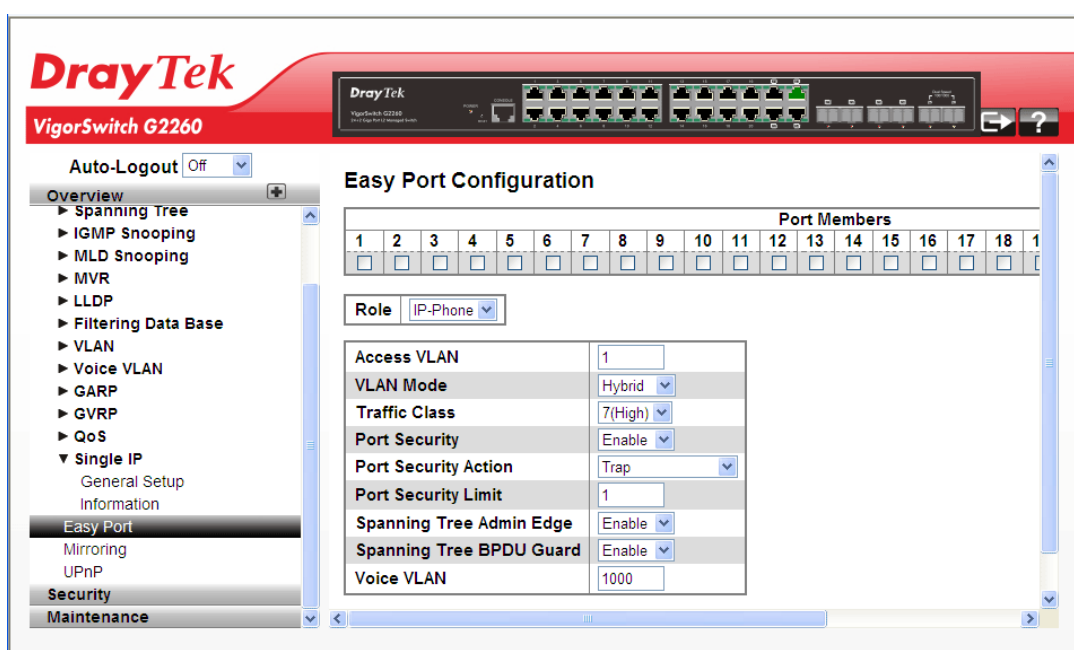 DrayTek
VigorSwitch G2260
DrayTek
VigorSwitch G2260
POWER
CONSOLE
?
Auto-Logout Off
Overview
Spanning Tree
IGMP Snooping
MLD Snooping
MVR
LLDP
Filtering Data Base
VLAN
Voice VLAN
GARP
GVRP
QoS
Single IP
General Setup
Information
Easy Port
Mirroring
UPnP
Security
Maintenance
Easy Port Configuration
Port Members
1 2 3 4 5 6 7 8 9 10 11 12 13 14 15 16 17 18 1
Role IP-Phone
Access VLAN 1
VLAN Mode Hybrid
Traffic Class 7(High)
Port Security Enable
Port Security Action Trap
Port Security Limit 1
Spanning Tree Admin Edge Enable
Spanning Tree BPDU Guard Enable
Voice VLAN 1000